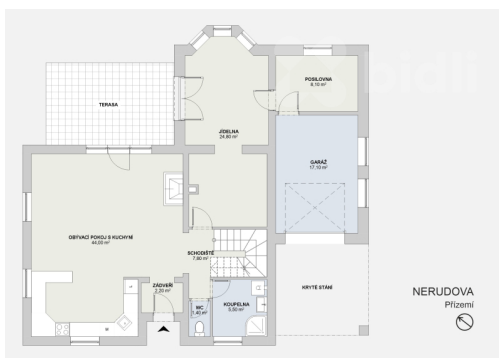 bidli
POSILOVNA
8,10 m²
TERASA
JÍDELNA
24,80 m²
GARÁŽ
17,10 m²
OBÝVACÍ POKOJ S KUCHYNÍ
44,00 m²
SCHODIŠTĚ
7,80 m²
ZÁDVEŘÍ
2,20 m²
WC
1,40 m²
KOUPELNA
5,50 m²
KRYTÉ STÁNÍ
NERUDOVA
Přízemí